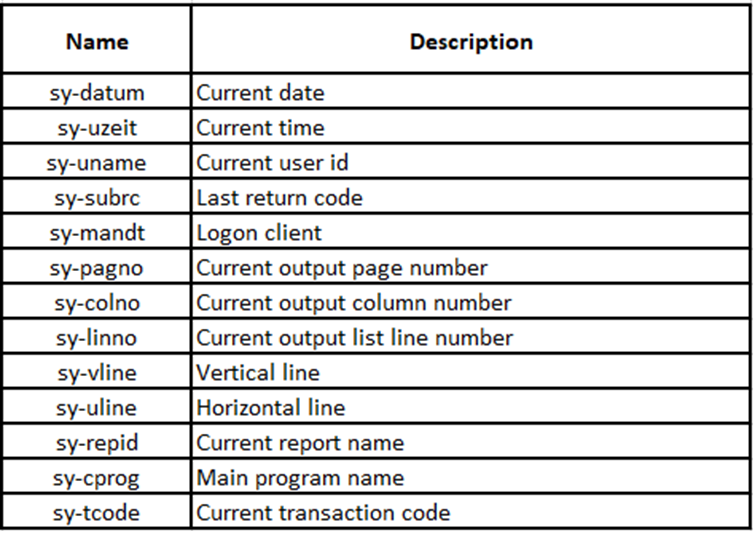 Name Description
sy-datum Current date
sy-uzeit Current time
sy-uname Current user id
sy-subrc Last return code
sy-mandt Logon client
sy-pagno Current output page number
sy-colno Current output column number
sy-linno Current output list line number
sy-vline Vertical line
sy-uline Horizontal line
sy-repid Current report name
sy-cprog Main program name
sy-tcode Current transaction code